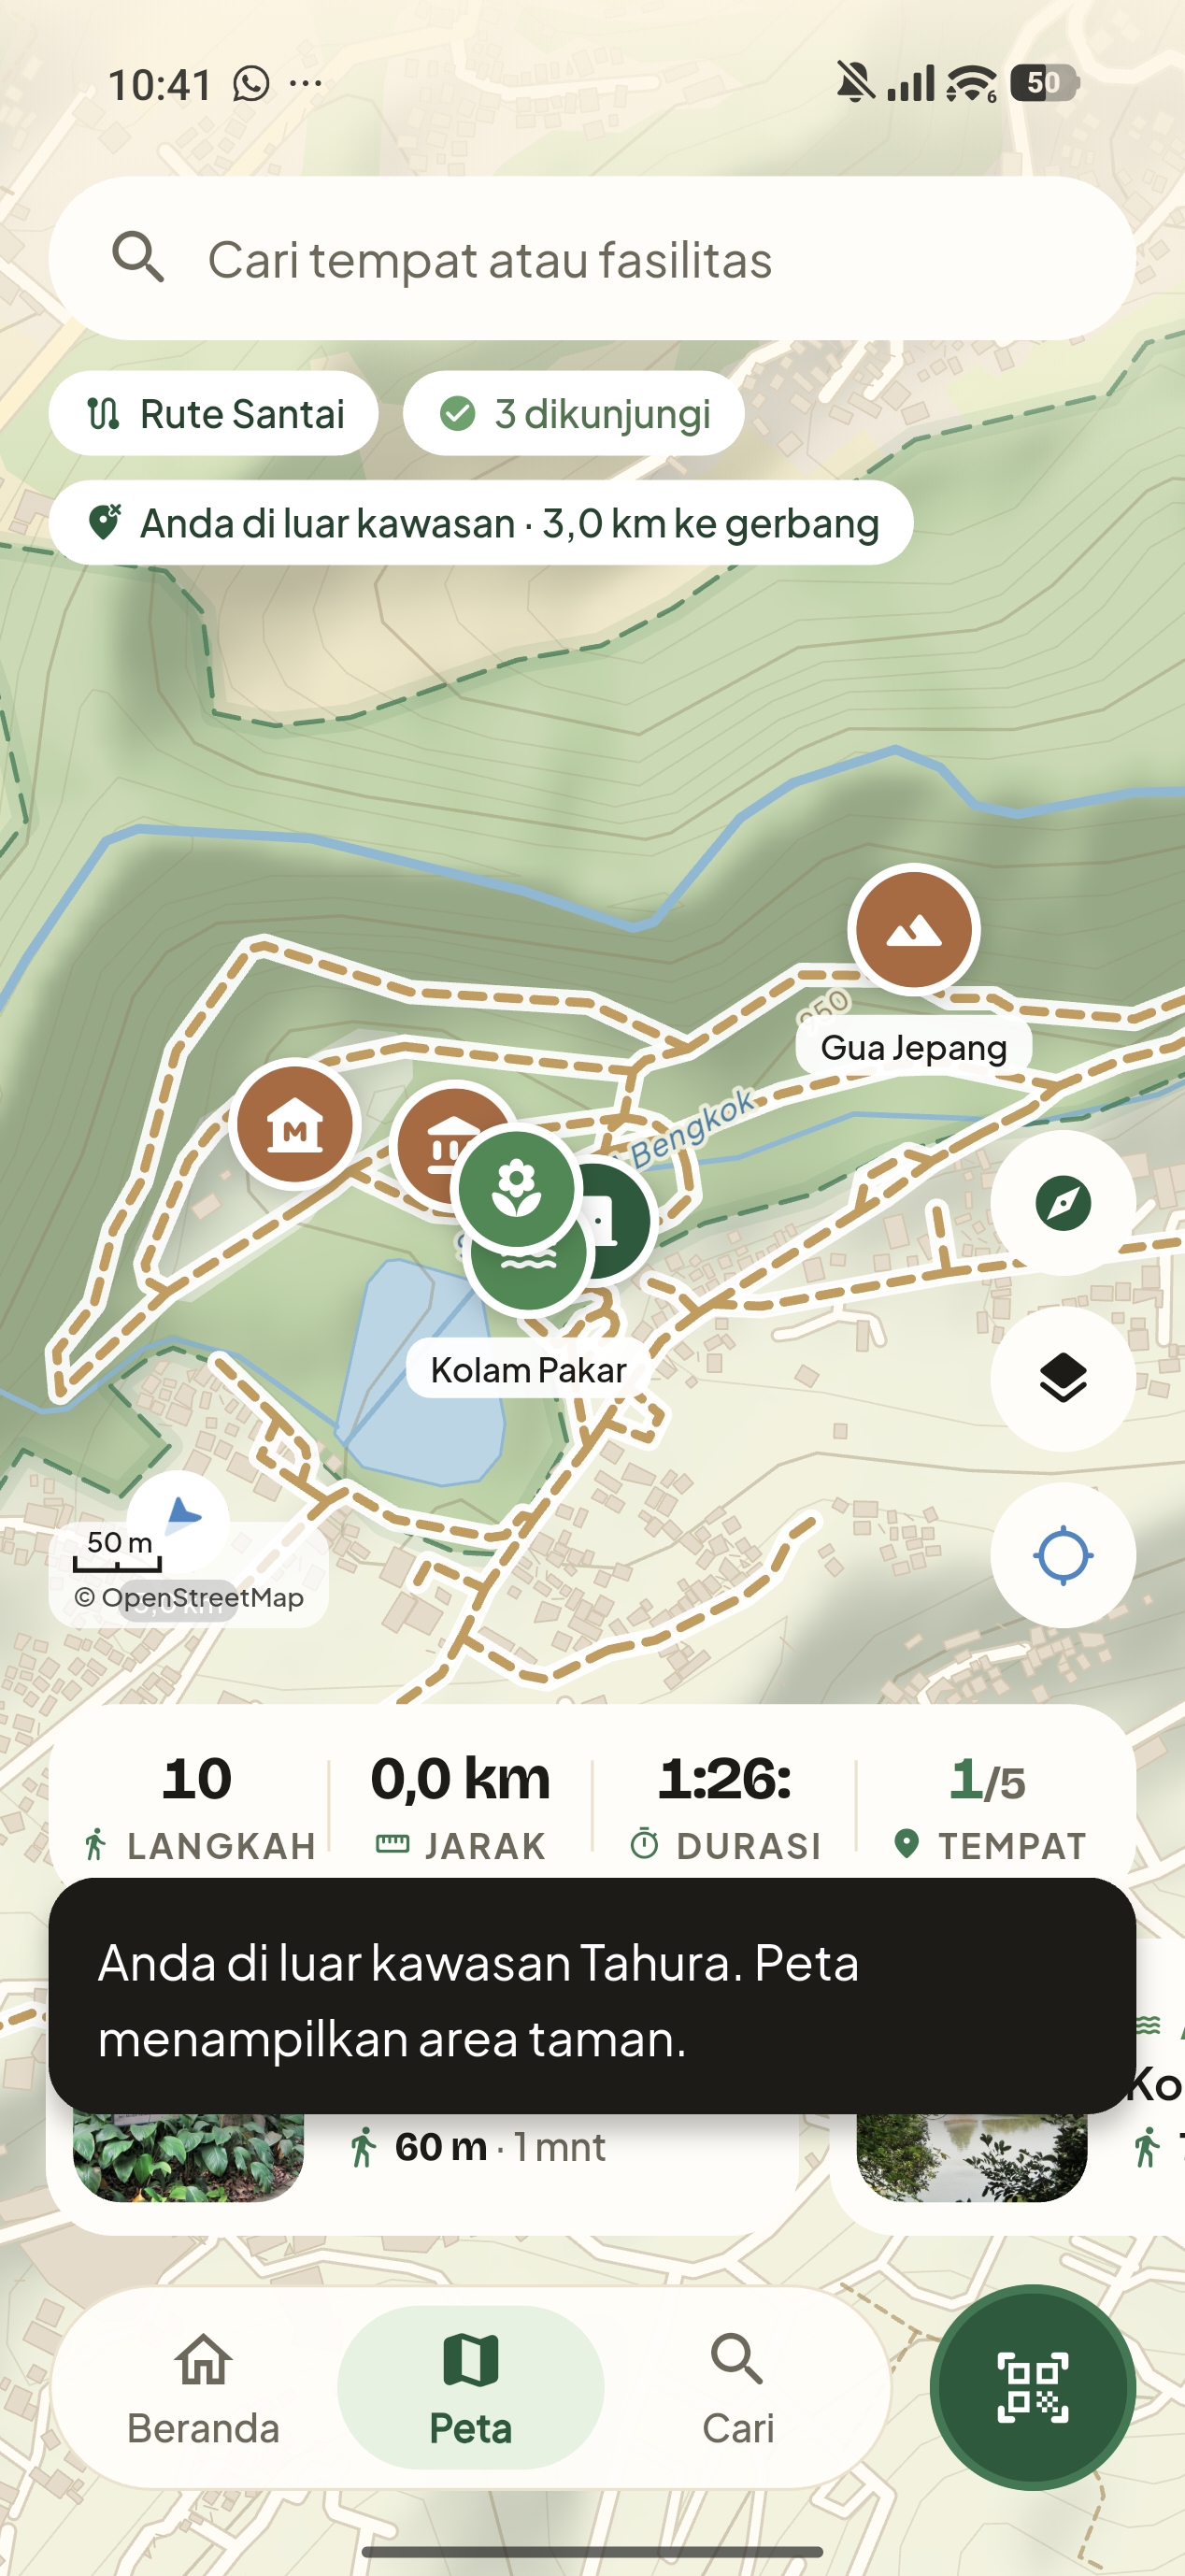 10:41
50
Cari tempat atau fasilitas
Rute Santai
3 dikunjungi
Anda di luar kawasan · 3,0 km ke gerbang
Gua Jepang
Bengkok
Kolam Pakar
50 m
© OpenStreetMap
10
0,0 km
1:26:
1/5
LANGKAH
JARAK
DURASI
TEMPAT
Anda di luar kawasan Tahura. Peta
menampilkan area taman.
60 m · 1 mnt
Beranda
Peta
Cari